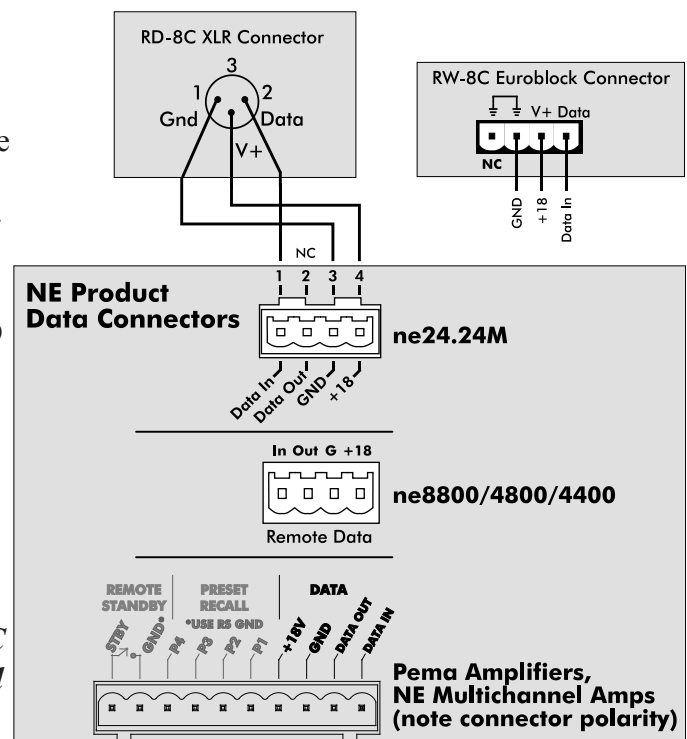 RD-8C XLR Connector
3
1 2
Gnd Data
V+
RW-8C Euroblock Connector
V+ Data
NC
GND
+18
Data In
e
NC
1 2 3 4
NE Product
Data Connectors
ne24.24M
Data In
Data Out
GND
+18
)
In Out G +18
ne8800/4800/4400
Remote Data
REMOTE STANDBY
PRESET RECALL
DATA
*USE RS GND
STBY
GND*
P4
P3
P2
P1
+18V
GND
DATA OUT
DATA IN
C
Pema Amplifiers,
NE Multichannel Amps
(note connector polarity)